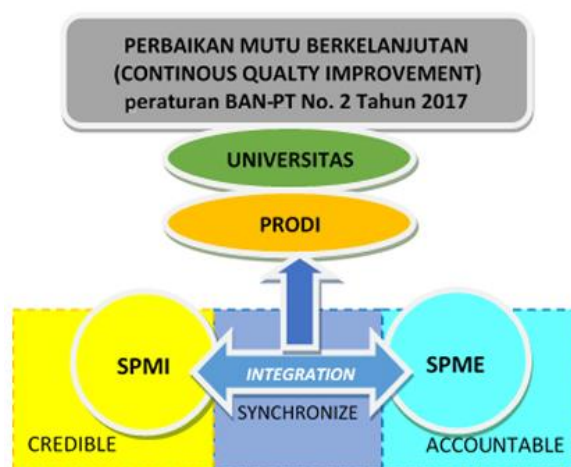 PERBAIKAN MUTU BERKELANJUTAN
(CONTINOUS QUALTY IMPROVEMENT)
peraturan BAN-PT No. 2 Tahun 2017
UNIVERSITAS
PRODI
SPMI
INTEGRATION
SPME
SYNCHRONIZE
CREDIBLE
ACCOUNTABLE